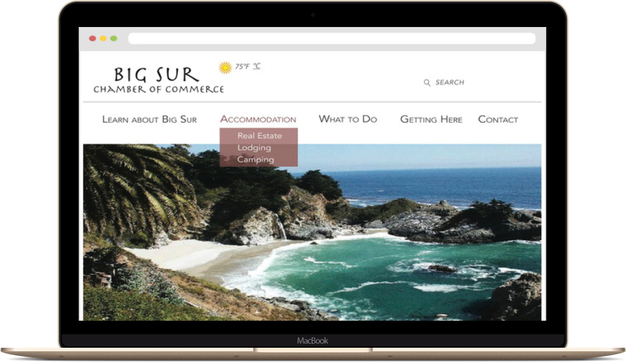 BIG SUR
CHAMBER OF COMMERCE
75°F °C
SEARCH
LEARN ABOUT BIG SUR
ACCOMMODATION
WHAT TO DO
GETTING HERE
CONTACT
Real Estate
Lodging
Camping
MacBook